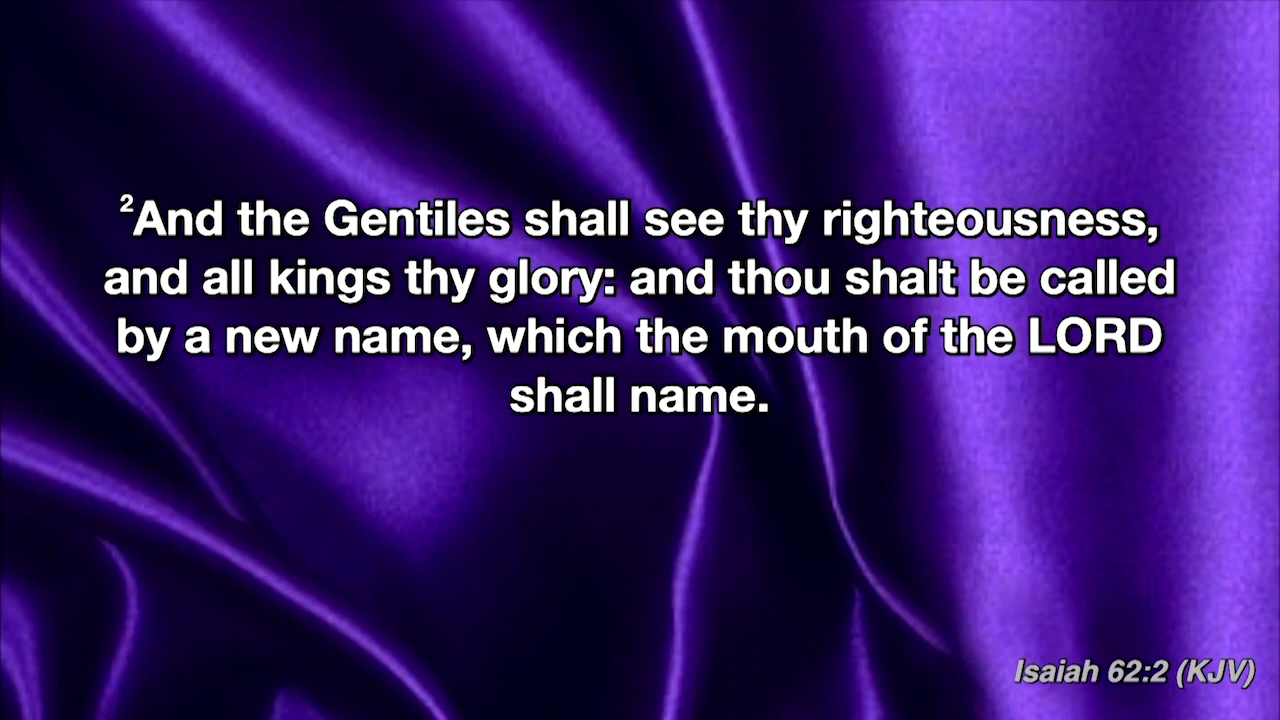 ²And the Gentiles shall see thy righteousness,
and all kings thy glory: and thou shalt be called
by a new name, which the mouth of the LORD
shall name.
Isaiah 62:2 (KJV)